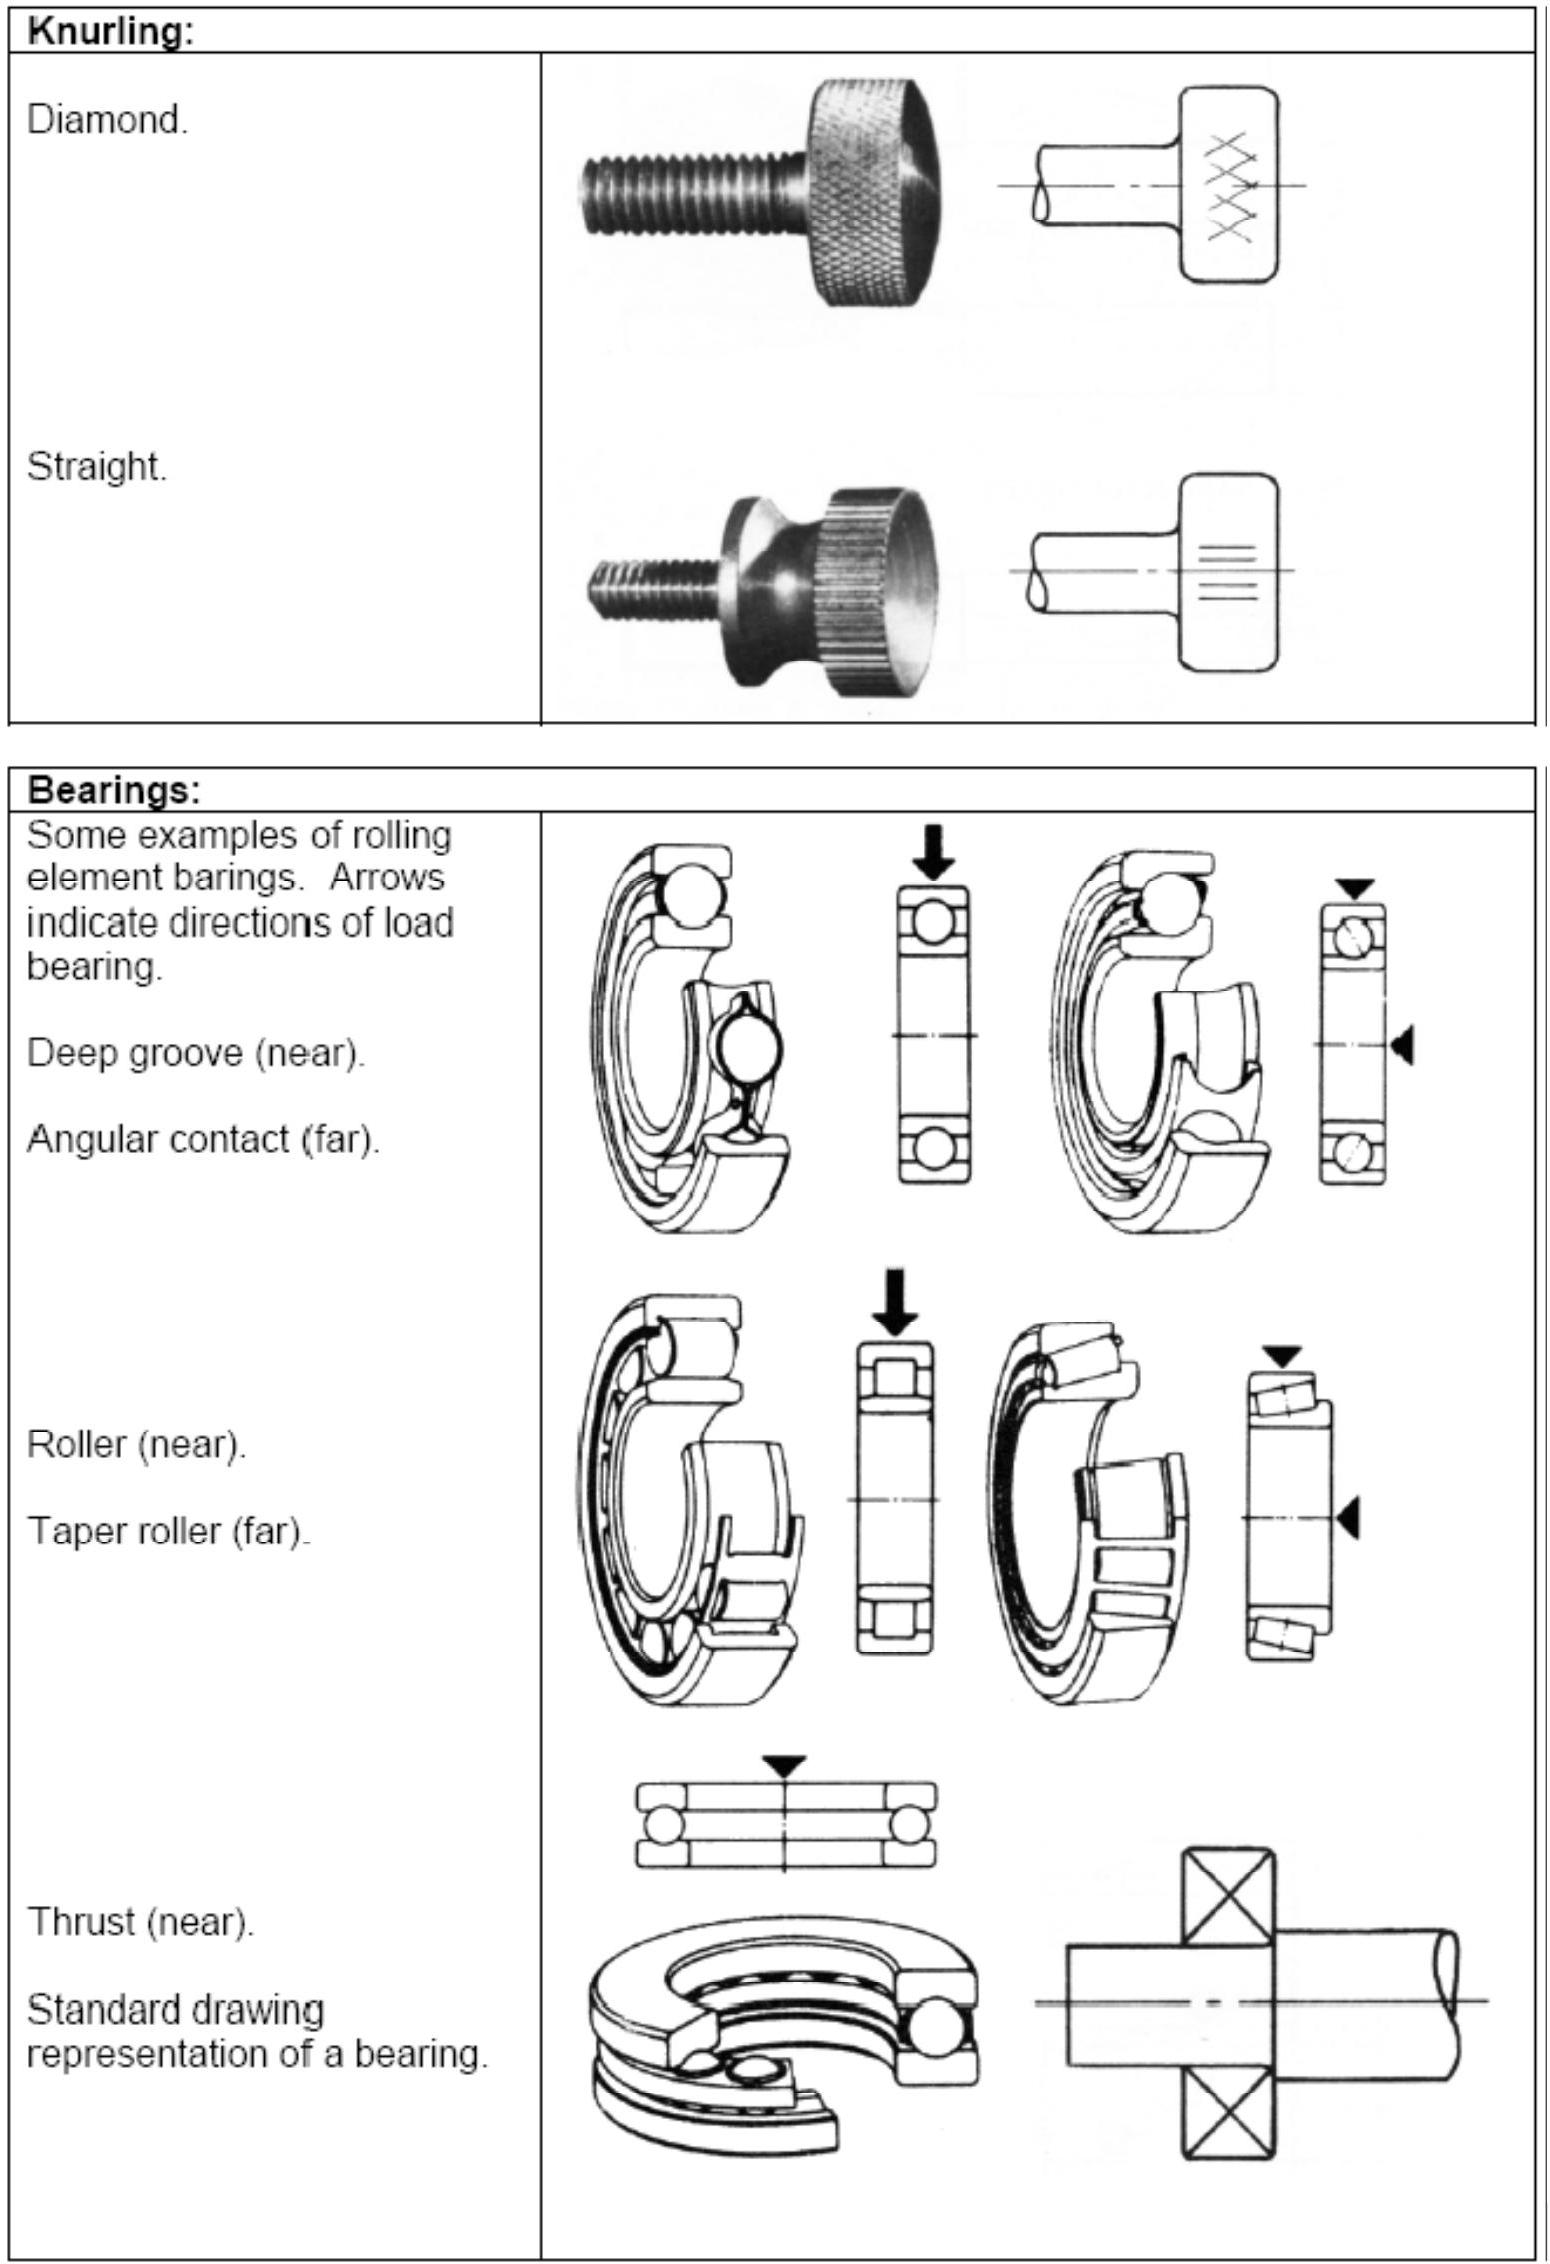 Knurling:
Diamond.
Straight.
Bearings:
Some examples of rolling
element barings. Arrows
indicate directions of load
bearing.
Deep groove (near).
Angular contact (far).
Roller (near).
Taper roller (far).
Thrust (near).
Standard drawing
representation of a bearing.